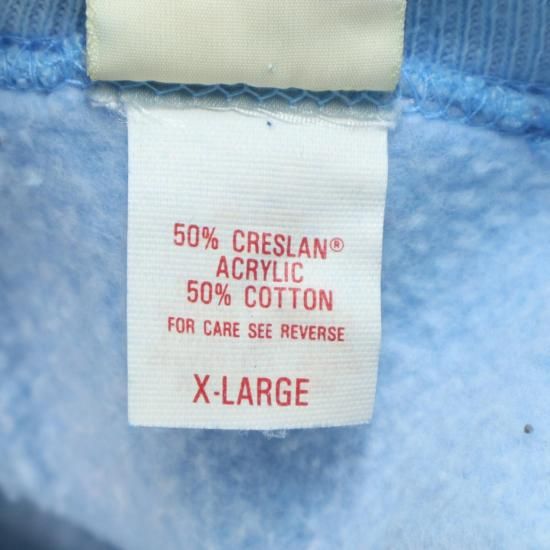 50% CRESLAN®
ACRYLIC
50% COTTON
FOR CARE SEE REVERSE
X-LARGE